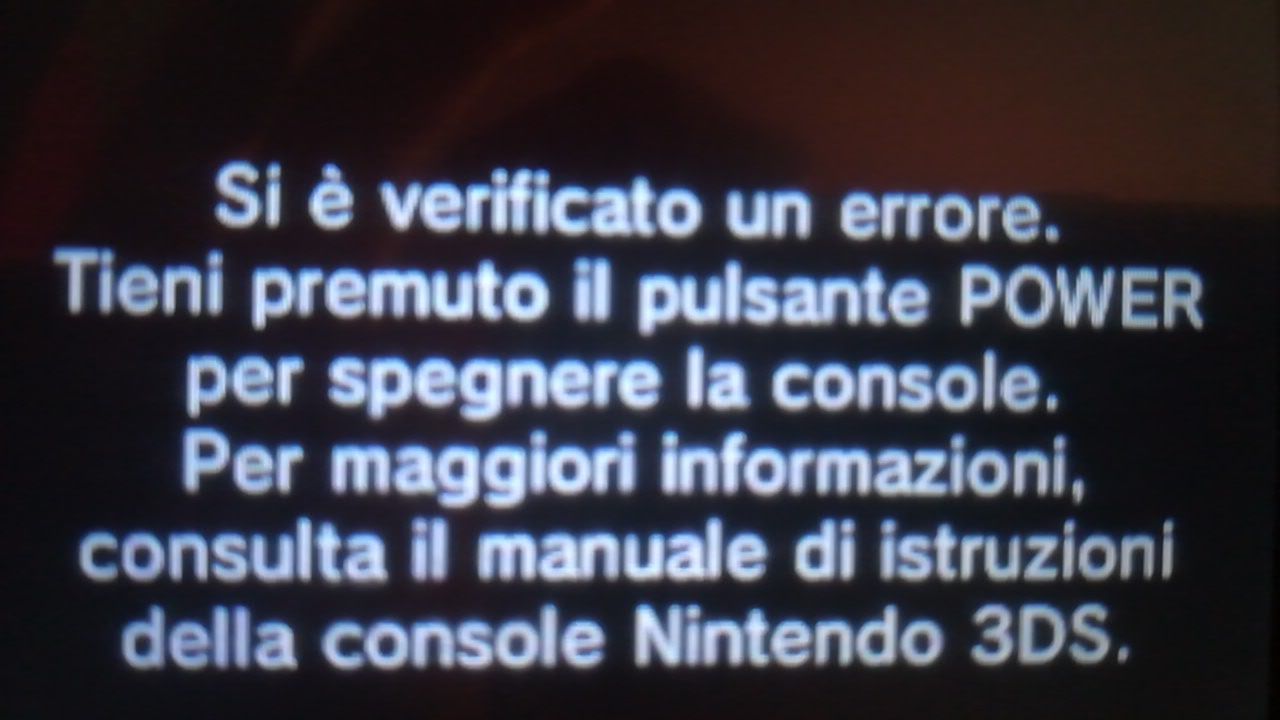 Si è verificato un errore.
Tieni premuto il pulsante POWER
per spegnere la console.
Per maggiori informazioni,
consulta il manuale di istruzioni
della console Nintendo 3DS.